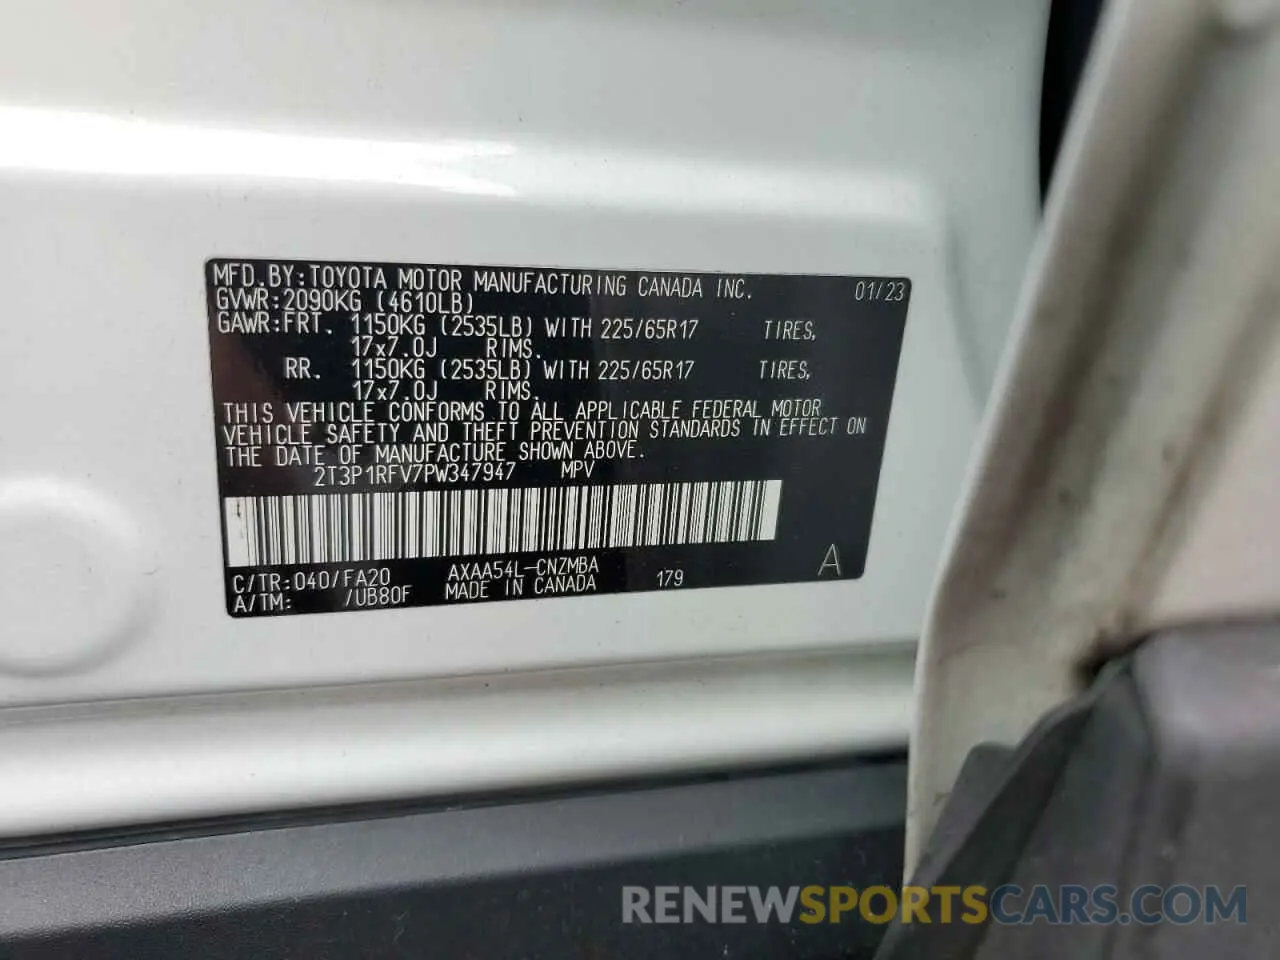 MFD.BY:TOYOTA MOTOR MANUFACTURING CANADA INC. 01/23
GVWR:2090KG (4610LB)
GAWR:FRT. 1150KG (2535LB) WITH 225/65R17 TIRES,
17x7.0J RIMS.
RR. 1150KG (2535LB) WITH 225/65R17 TIRES,
17x7.0J RIMS.
THIS VEHICLE CONFORMS TO ALL APPLICABLE FEDERAL MOTOR
VEHICLE SAFETY AND THEFT PREVENTION STANDARDS IN EFFECT ON
THE DATE OF MANUFACTURE SHOWN ABOVE.
2T3P1RFV7PW347947 MPV
C/TR:040/FA20 AXAA54L-CNZMBA 179 A
A/TM: /UB80F MADE IN CANADA
RENEWSPORTSCARS.COM